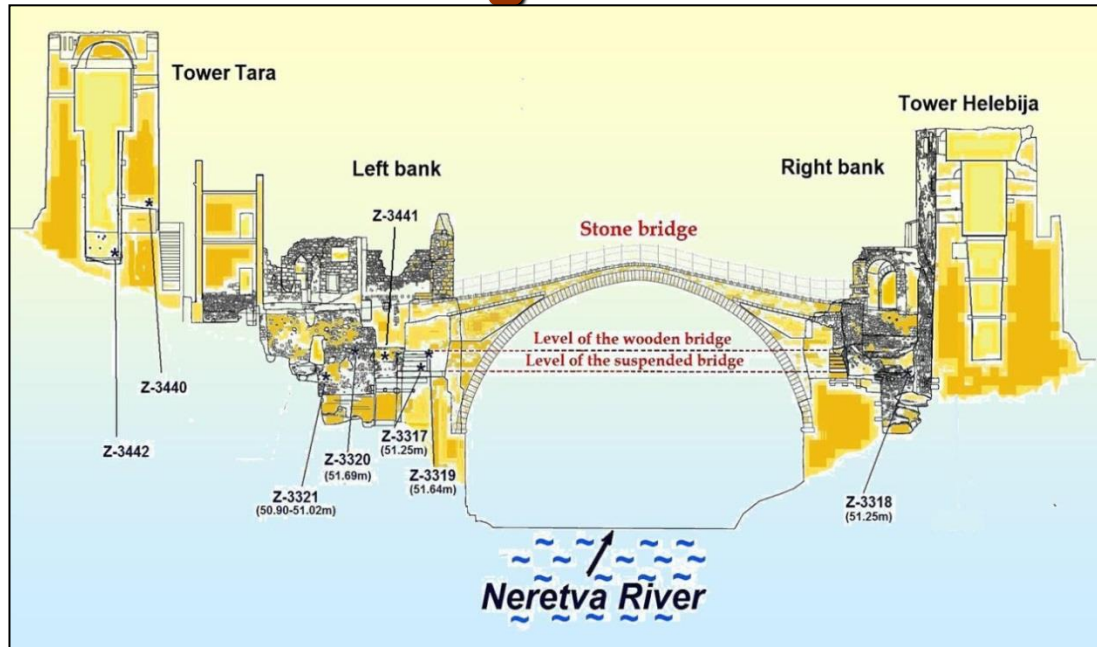 Tower Tara
Tower Helebija
Left bank
Right bank
Z-3441
Stone bridge
Level of the wooden bridge
Level of the suspended bridge
Z-3440
Z-3442
Z-3317
(51.25m)
Z-3320
(51.69m)
Z-3319
(51.64m)
Z-3321
(50.90-51.02m)
Z-3318
(51.25m)
Neretva River